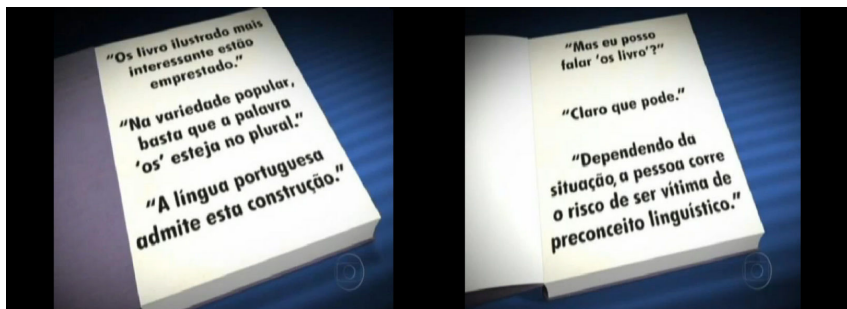 “Os livro ilustrado mais
interessante estão
emprestado.”
“Na variedade popular,
basta que a palavra
‘os’ esteja no plural.”
“A língua portuguesa
admite esta construção.”
“Mas eu posso
falar ‘os livro’?”
“Claro que pode.”
“Dependendo da
situação, a pessoa corre
o risco de ser vítima de
preconceito linguístico.”